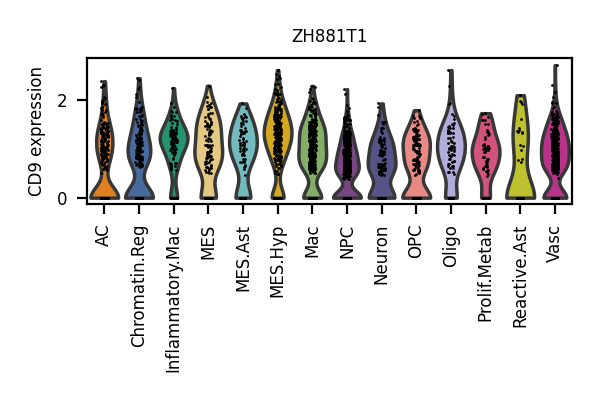 ZH881T1
CD9 expression
2
0
AC
Chromatin.Reg
Inflammatory.Mac
MES
MES.Ast
MES.Hyp
Mac
NPC
Neuron
OPC
Oligo
Prolif.Metab
Reactive.Ast
Vasc